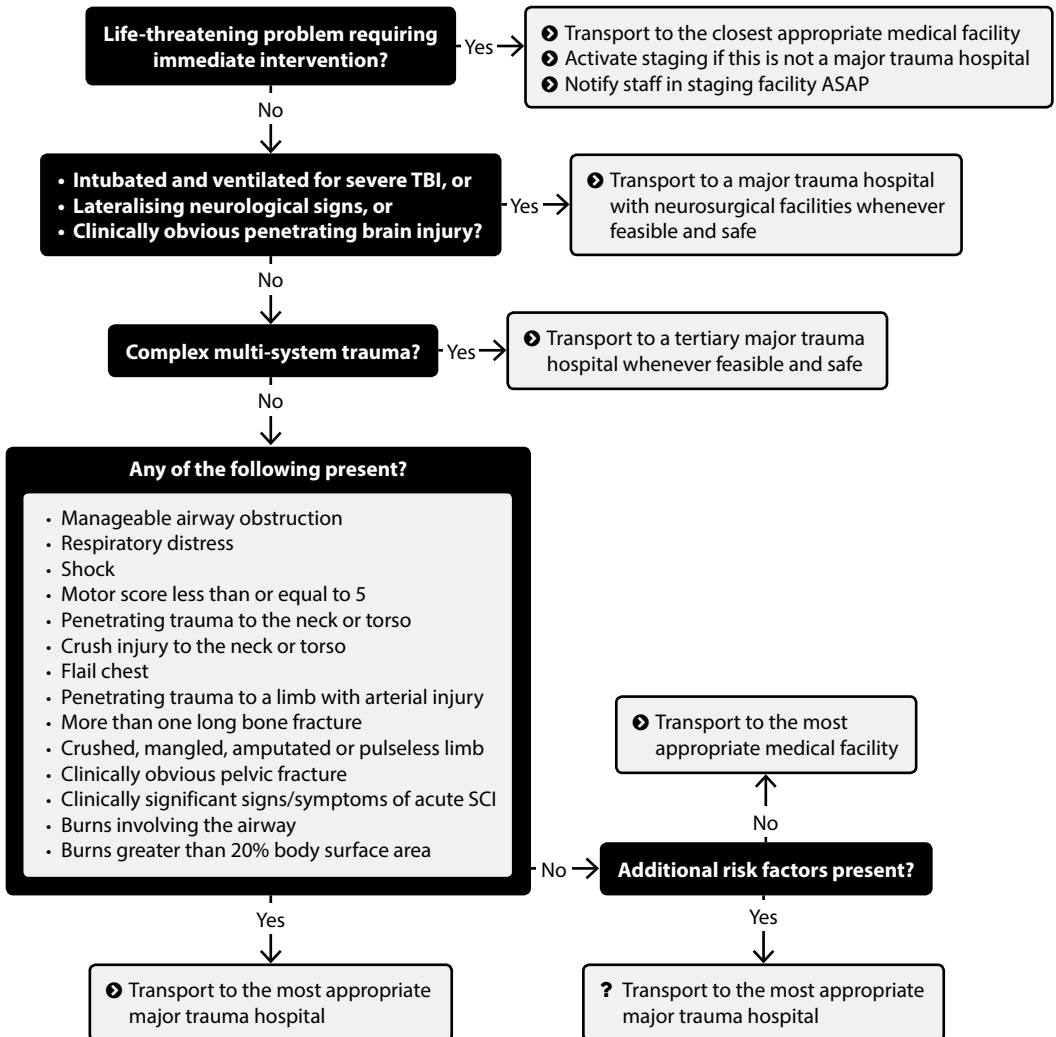 Life-threatening problem requiring
immediate intervention?
Yes
Transport to the closest appropriate medical facility
Activate staging if this is not a major trauma hospital
Notify staff in staging facility ASAP
No
• Intubated and ventilated for severe TBI, or
• Lateralising neurological signs, or
• Clinically obvious penetrating brain injury?
Yes
Transport to a major trauma hospital
with neurosurgical facilities whenever
feasible and safe
No
Complex multi-system trauma?
Yes
Transport to a tertiary major trauma
hospital whenever feasible and safe
No
Any of the following present?
• Manageable airway obstruction
• Respiratory distress
• Shock
• Motor score less than or equal to 5
• Penetrating trauma to the neck or torso
• Crush injury to the neck or torso
• Flail chest
• Penetrating trauma to a limb with arterial injury
• More than one long bone fracture
• Crushed, mangled, amputated or pulseless limb
• Clinically obvious pelvic fracture
• Clinically significant signs/symptoms of acute SCI
• Burns involving the airway
• Burns greater than 20% body surface area
No
Additional risk factors present?
No
Transport to the most
appropriate medical facility
Yes
Transport to the most appropriate
major trauma hospital
Yes
? Transport to the most appropriate
major trauma hospital